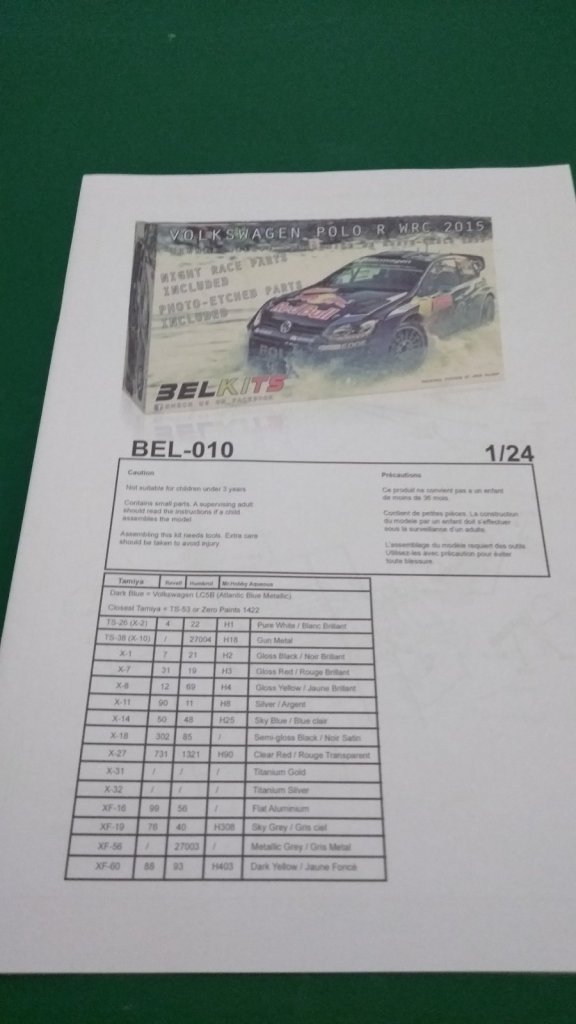 VOLKSWAGEN POLO R WRC 2015
NIGHT RACE PARTS
INCLUDED
PHOTO-ETCHED PARTS
INCLUDED
Red Bull
BELKITS
CHECK US ON FACEBOOK
BEL-010 1/24
Caution
Not suitable for children under 3 years
Contains small parts. A supervising adult
should read the instructions if a child
assembles the model
Assembling this kit needs tools. Extra care
should be taken to avoid injury
Précautions
Ce produit ne convient pas a un enfant
de moins de 36 mois.
Contient de petites pièces. La construction
du modele par un enfant doit s'effectuer
sous la surveillance d'un adulte.
L'assemblage du modele requiert des outils.
Utilisez-les avec précaution pour éviter
toute blessure.
Tamiya Revell Humbrol Mr.Hobby Aqueous
Dark Blue = Volkswagen LC5B (Atlantic Blue Metallic)
Closest Tamiya = TS-53 or Zero Paints 1422
TS-26 (X-2) 4 22 H1 Pure White / Blanc Brillant
TS-38 (X-10) / 27004 H18 Gun Metal
X-1 7 21 H2 Gloss Black / Noir Brillant
X-7 31 19 H3 Gloss Red / Rouge Brillant
X-8 12 69 H4 Gloss Yellow / Jaune Brillant
X-11 90 11 H8 Silver / Argent
X-14 50 48 H25 Sky Blue / Bleu clair
X-18 302 85 / Semi-gloss Black / Noir Satin
X-27 731 1321 H90 Clear Red / Rouge Transparent
X-31 / / / Titanium Gold
X-32 / / / Titanium Silver
XF-16 99 56 / Flat Aluminium
XF-19 76 40 H308 Sky Grey / Gris ciel
XF-56 / 27003 / Metallic Grey / Gris Metal
XF-60 88 93 H403 Dark Yellow / Jaune Foncé